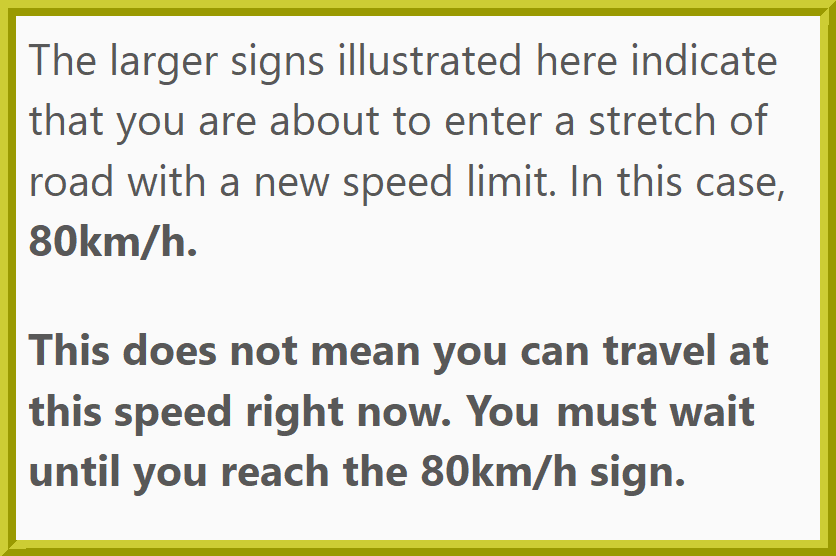 The larger signs illustrated here indicate
that you are about to enter a stretch of
road with a new speed limit. In this case,
80km/h.
This does not mean you can travel at
this speed right now. You must wait
until you reach the 80km/h sign.